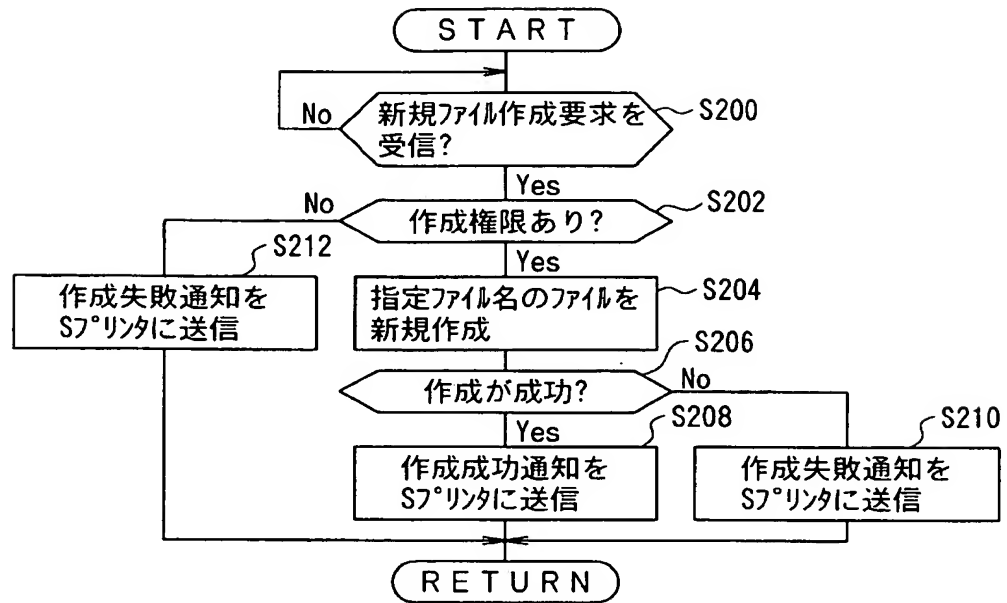 START
新規ファイル作成要求を
受信?
S200
No
Yes
作成権限あり?
S202
No
Yes
S212
作成失敗通知を
Sプリンタに送信
指定ファイル名のファイルを
新規作成
S204
作成が成功?
S206
No
Yes
S208
作成成功通知を
Sプリンタに送信
S210
作成失敗通知を
Sプリンタに送信
RETURN